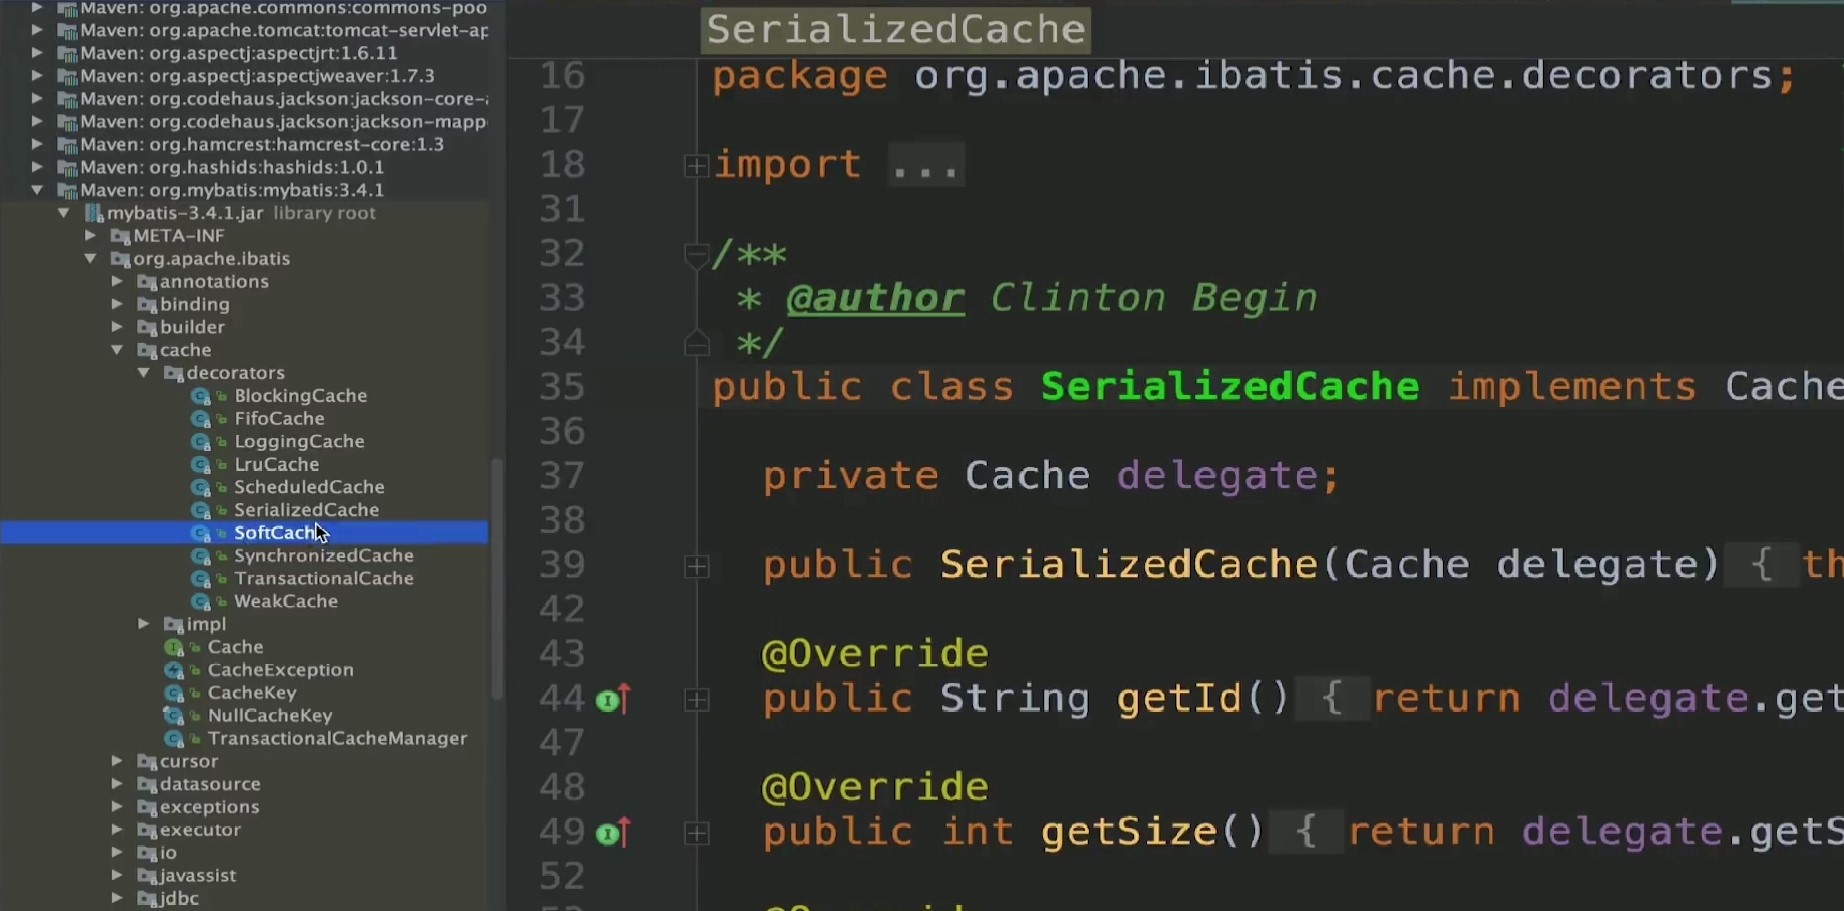 Maven: org.apache.commons:commons-poo
Maven: org.apache.tomcat:tomcat-servlet-ap
Maven: org.aspectj:aspectjrt:1.6.11
Maven: org.aspectj:aspectjweaver:1.7.3
Maven: org.codehaus.jackson:jackson-core-a
Maven: org.codehaus.jackson:jackson-mapp
Maven: org.hamcrest:hamcrest-core:1.3
Maven: org.hashids:hashids:1.0.1
Maven: org.mybatis:mybatis:3.4.1
mybatis-3.4.1.jar library root
META-INF
org.apache.ibatis
annotations
binding
builder
cache
decorators
BlockingCache
FifoCache
LoggingCache
LruCache
ScheduledCache
SerializedCache
SoftCach
SynchronizedCache
TransactionalCache
WeakCache
impl
Cache
CacheException
CacheKey
NullCacheKey
TransactionalCacheManager
cursor
datasource
exceptions
executor
io
javassist
jdbc
SerializedCache
16 package org.apache.ibatis.cache.decorators;
17
18 import ...
31
32 /**
33 * @author Clinton Begin
34 */
35 public class SerializedCache implements Cache
36
37 private Cache delegate;
38
39 public SerializedCache(Cache delegate) { th
42
43 @Override
44 public String getId() { return delegate.get
47
48 @Override
49 public int getSize() { return delegate.getS
52